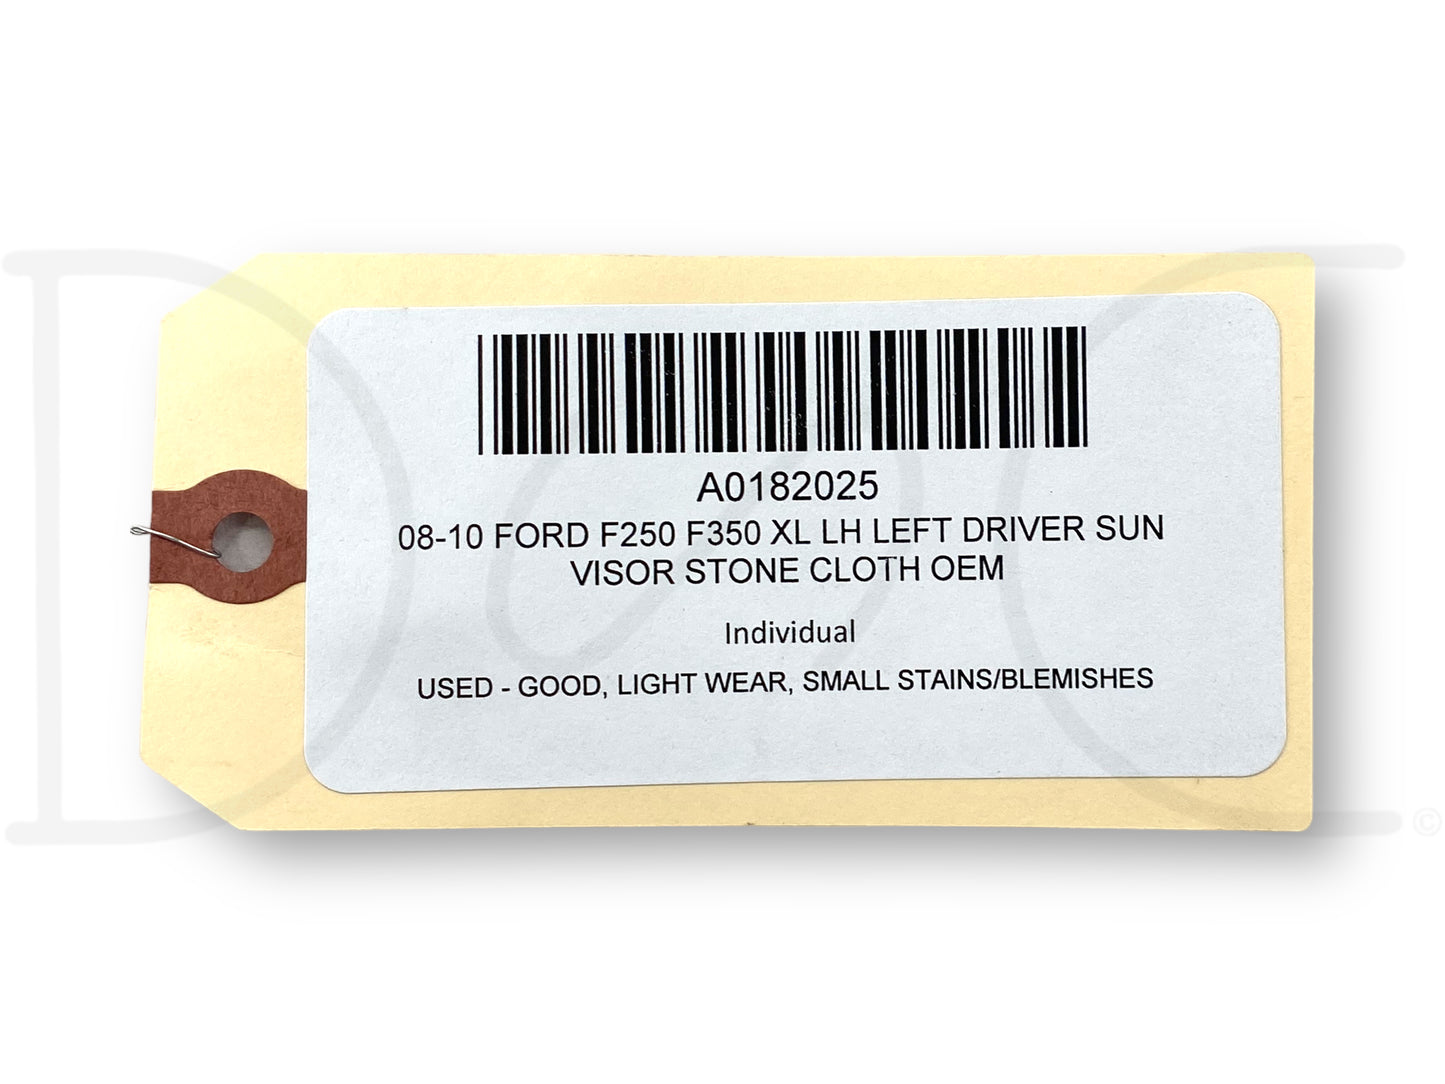 A0182025
08-10 FORD F250 F350 XL LH LEFT DRIVER SUN
VISOR STONE CLOTH OEM
Individual
USED - GOOD, LIGHT WEAR, SMALL STAINS/BLEMISHES
©